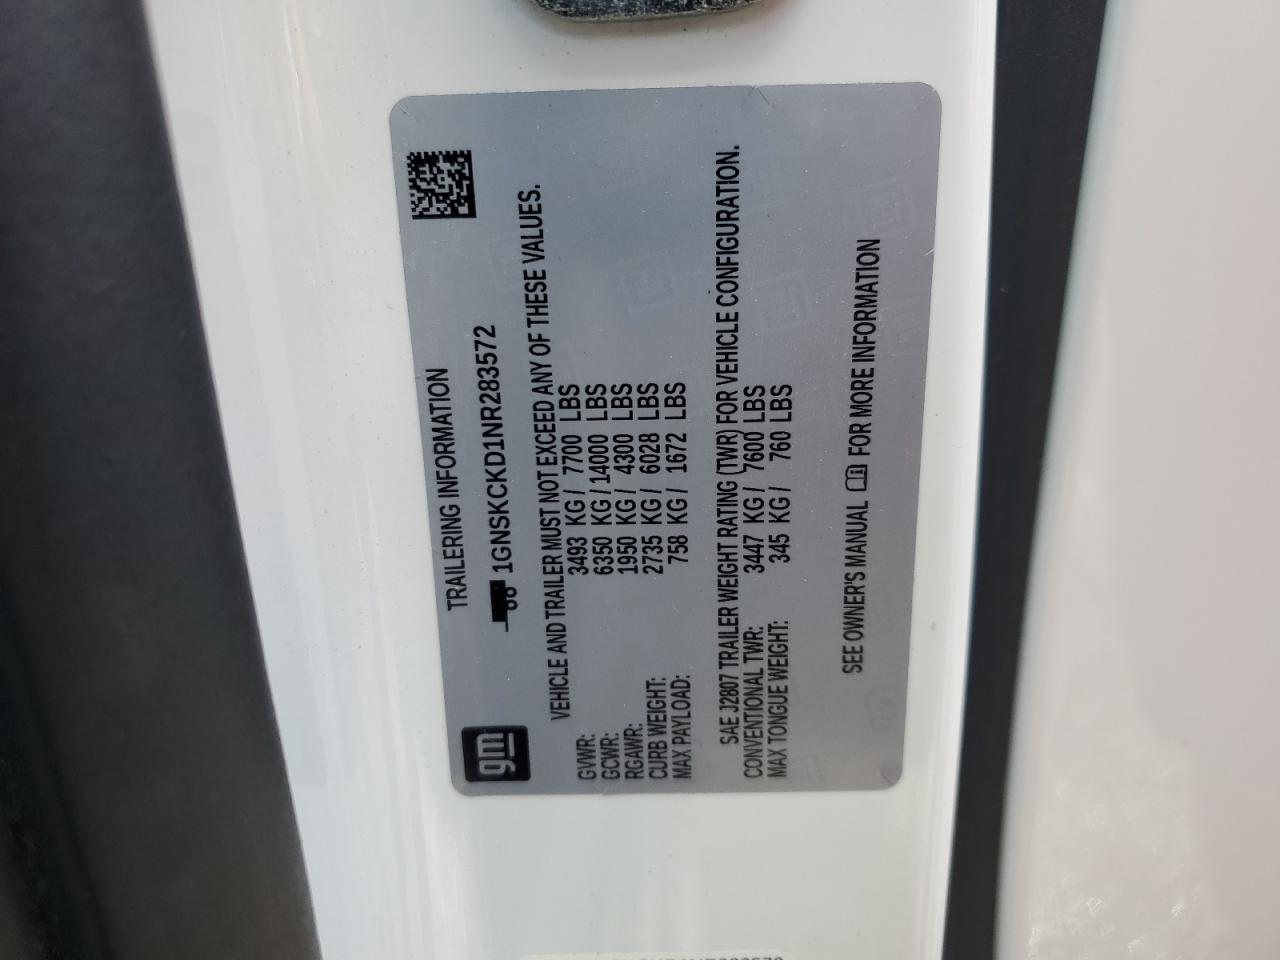 TRAILERING INFORMATION
gm 1GNSKCKD1NR283572
VEHICLE AND TRAILER MUST NOT EXCEED ANY OF THESE VALUES.
GVWR: 3493 KG / 7700 LBS
GCWR: 6350 KG / 14000 LBS
RGAWR: 1950 KG / 4300 LBS
CURB WEIGHT: 2735 KG / 6028 LBS
MAX PAYLOAD: 758 KG / 1672 LBS
SAE J2807 TRAILER WEIGHT RATING (TWR) FOR VEHICLE CONFIGURATION.
CONVENTIONAL TWR: 3447 KG / 7600 LBS
MAX TONGUE WEIGHT: 345 KG / 760 LBS
SEE OWNER'S MANUAL FOR MORE INFORMATION